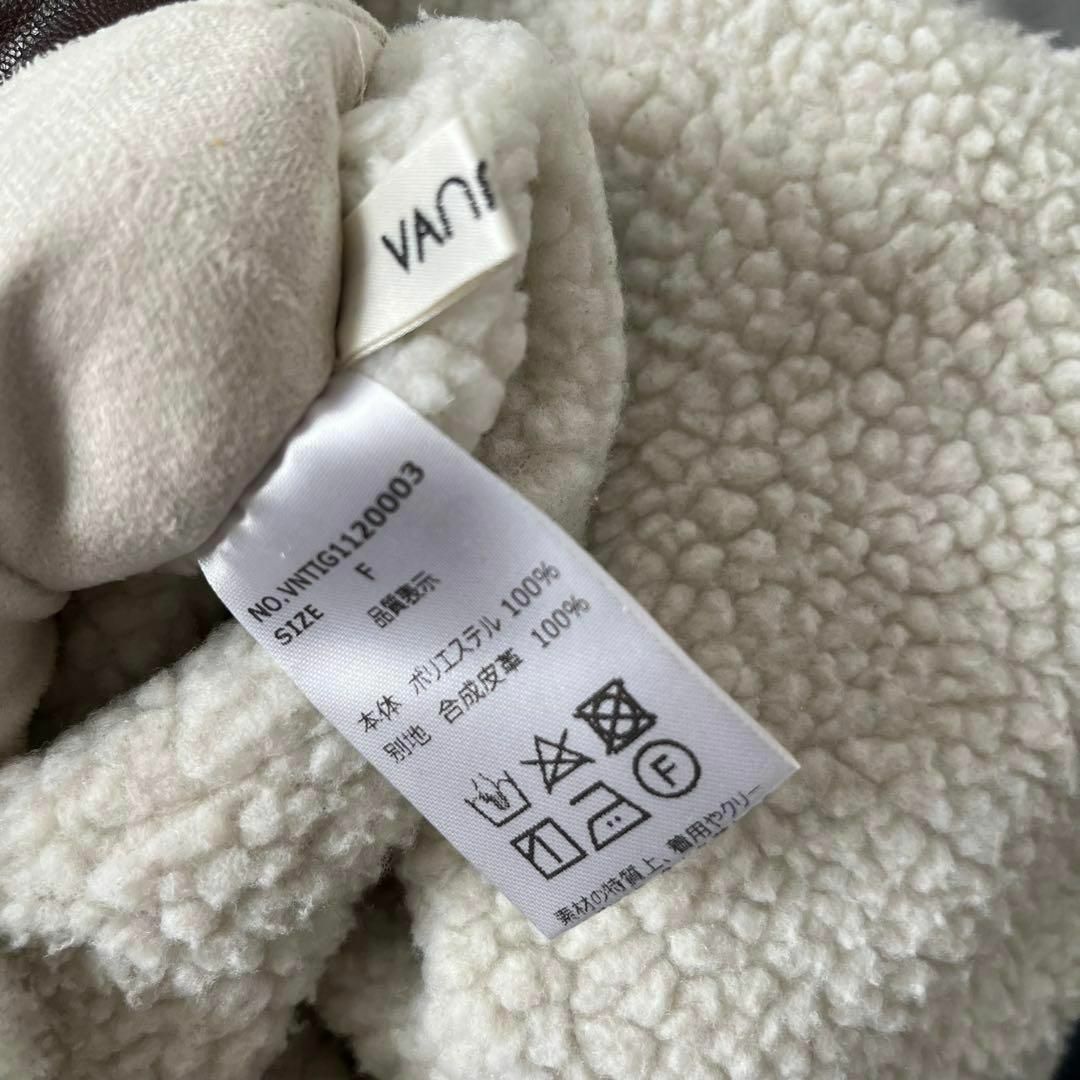 VAN
NO.VNTIG1120003
SIZE F
品質表示
本体 ポリエステル 100%
別地 合成皮革 100%
F
素材の特質上、着用やクリー